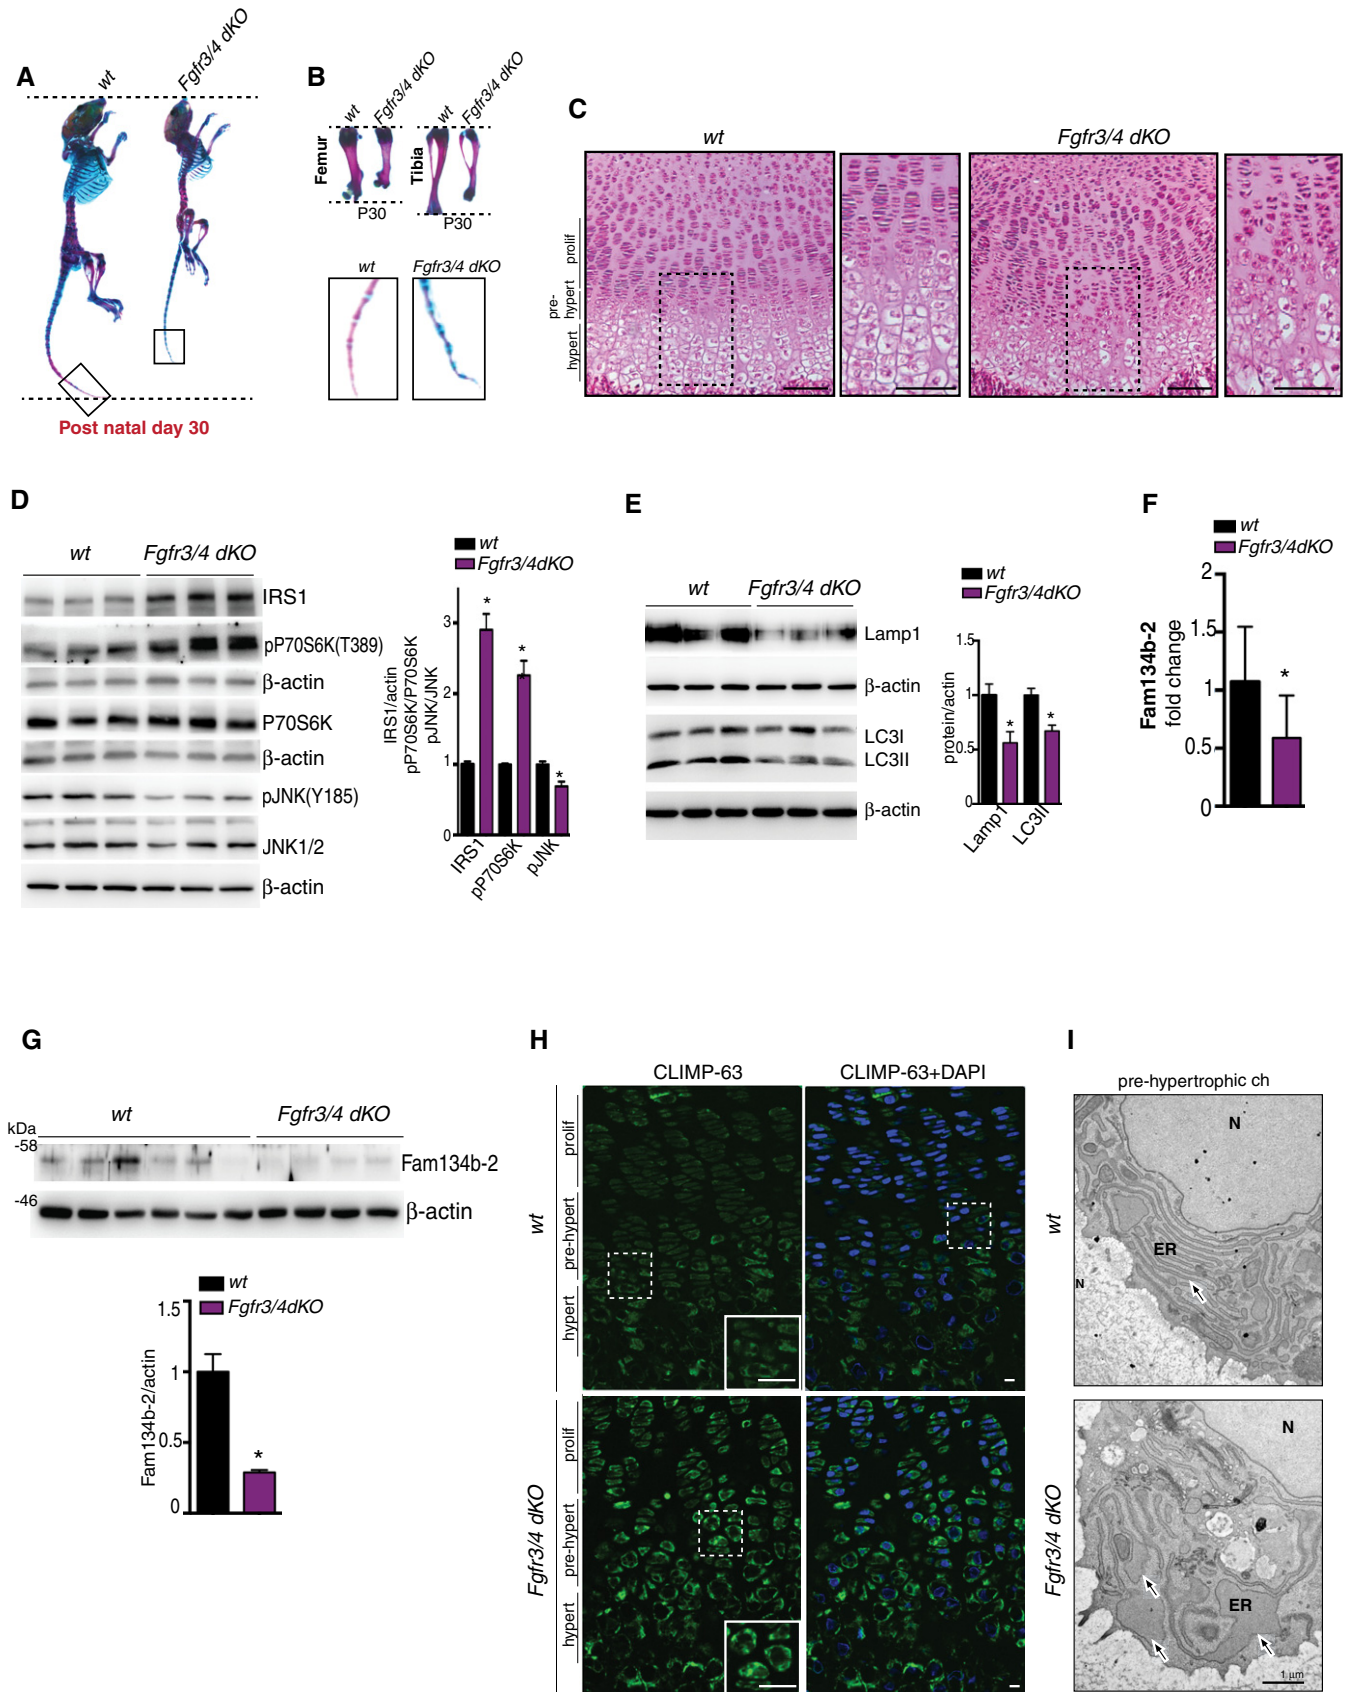 A
wt
Fgfr3/4 dKO
Post natal day 30
B
wt
Fgfr3/4 dKO
wt
Fgfr3/4 dKO
Femur
Tibia
P30
P30
wt
Fgfr3/4 dKO
C
wt
Fgfr3/4 dKO
prolif
pre-
hypert
hypert
D
wt
Fgfr3/4 dKO
IRS1
pP70S6K(T389)
β-actin
P70S6K
β-actin
pJNK(Y185)
JNK1/2
β-actin
wt
Fgfr3/4dKO
IRS1/actin
pP70S6K/P70S6K
pJNK/JNK
3
2
1
0
*
*
*
IRS1
pP70S6K
pJNK
E
wt
Fgfr3/4 dKO
Lamp1
β-actin
LC3I
LC3II
β-actin
wt
Fgfr3/4dKO
protein/actin
1.5
1
0.5
0
*
*
Lamp1
LC3II
F
wt
Fgfr3/4dKO
Fam134b-2
fold change
2
1.5
1
0.5
0
*
G
kDa
wt
Fgfr3/4 dKO
-58
Fam134b-2
-46
β-actin
wt
Fgfr3/4dKO
Fam134b-2/actin
1.5
1
0.5
0
*
H
CLIMP-63
CLIMP-63+DAPI
wt
prolif
pre-hypert
hypert
Fgfr3/4 dKO
prolif
pre-hypert
hypert
I
pre-hypertrophic ch
wt
N
ER
N
Fgfr3/4 dKO
N
ER
1 μm